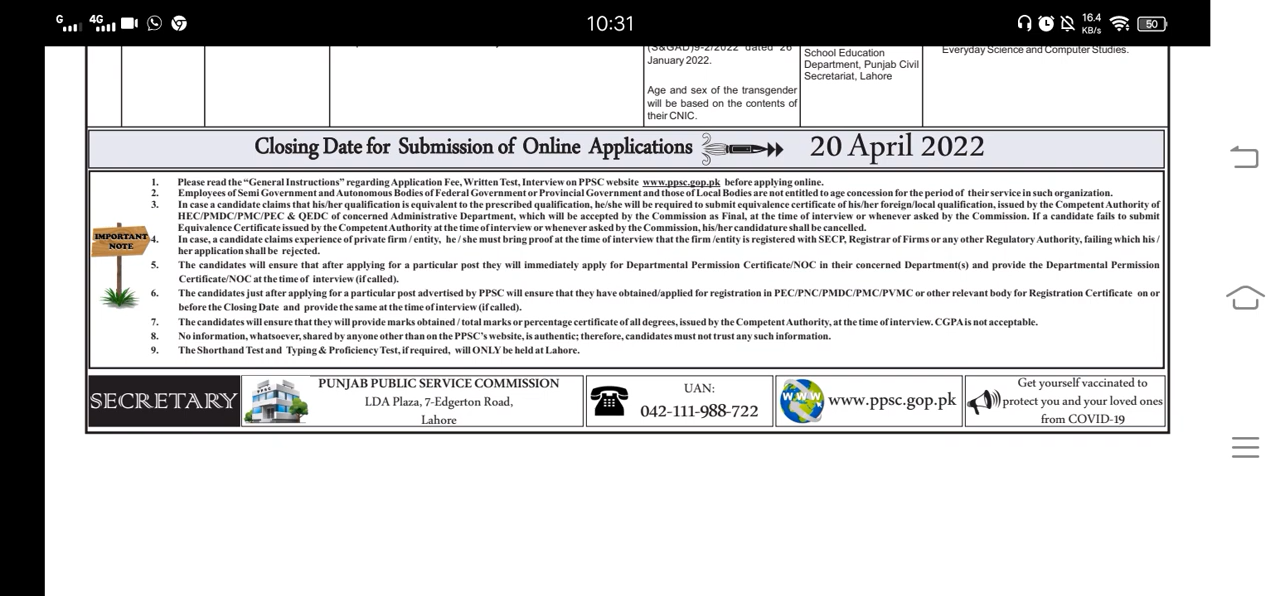 G 4G 10:31 16.4 KB/s 50
(S&GAD)9-2/2022 dated 26
January 2022.
Age and sex of the transgender
will be based on the contents of
their CNIC.
School Education
Department, Punjab Civil
Secretariat, Lahore
Everyday Science and Computer Studies.
Closing Date for Submission of Online Applications 20 April 2022
IMPORTANT
NOTE
1. Please read the "General Instructions" regarding Application Fee, Written Test, Interview on PPSC website www.ppsc.gop.pk before applying online.
2. Employees of Semi Government and Autonomous Bodies of Federal Government or Provincial Government and those of Local Bodies are not entitled to age concession for the period of their service in such organization.
3. In case a candidate claims that his/her qualification is equivalent to the prescribed qualification, he/she will be required to submit equivalence certificate of his/her foreign/local qualification, issued by the Competent Authority of
HEC/PMDC/PMC/PEC & QEDC of concerned Administrative Department, which will be accepted by the Commission as Final, at the time of interview or whenever asked by the Commission. If a candidate fails to submit
Equivalence Certificate issued by the Competent Authority at the time of interview or whenever asked by the Commission, his/her candidature shall be cancelled.
4. In case, a candidate claims experience of private firm / entity, he / she must bring proof at the time of interview that the firm /entity is registered with SECP, Registrar of Firms or any other Regulatory Authority, failing which his /
her application shall be rejected.
5. The candidates will ensure that after applying for a particular post they will immediately apply for Departmental Permission Certificate/NOC in their concerned Department(s) and provide the Departmental Permission
Certificate/NOC at the time of interview (if called).
6. The candidates just after applying for a particular post advertised by PPSC will ensure that they have obtained/applied for registration in PEC/PNC/PMDC/PMC/PVMC or other relevant body for Registration Certificate on or
before the Closing Date and provide the same at the time of interview (if called).
7. The candidates will ensure that they will provide marks obtained / total marks or percentage certificate of all degrees, issued by the Competent Authority, at the time of interview. CGPA is not acceptable.
8. No information, whatsoever, shared by anyone other than on the PPSC's website, is authentic; therefore, candidates must not trust any such information.
9. The Shorthand Test and Typing & Proficiency Test, if required, will ONLY be held at Lahore.
SECRETARY
PPSC
PUNJAB PUBLIC SERVICE COMMISSION
LDA Plaza, 7-Edgerton Road,
Lahore
UAN:
042-111-988-722
WWW
www.ppsc.gop.pk
Get yourself vaccinated to
protect you and your loved ones
from COVID-19